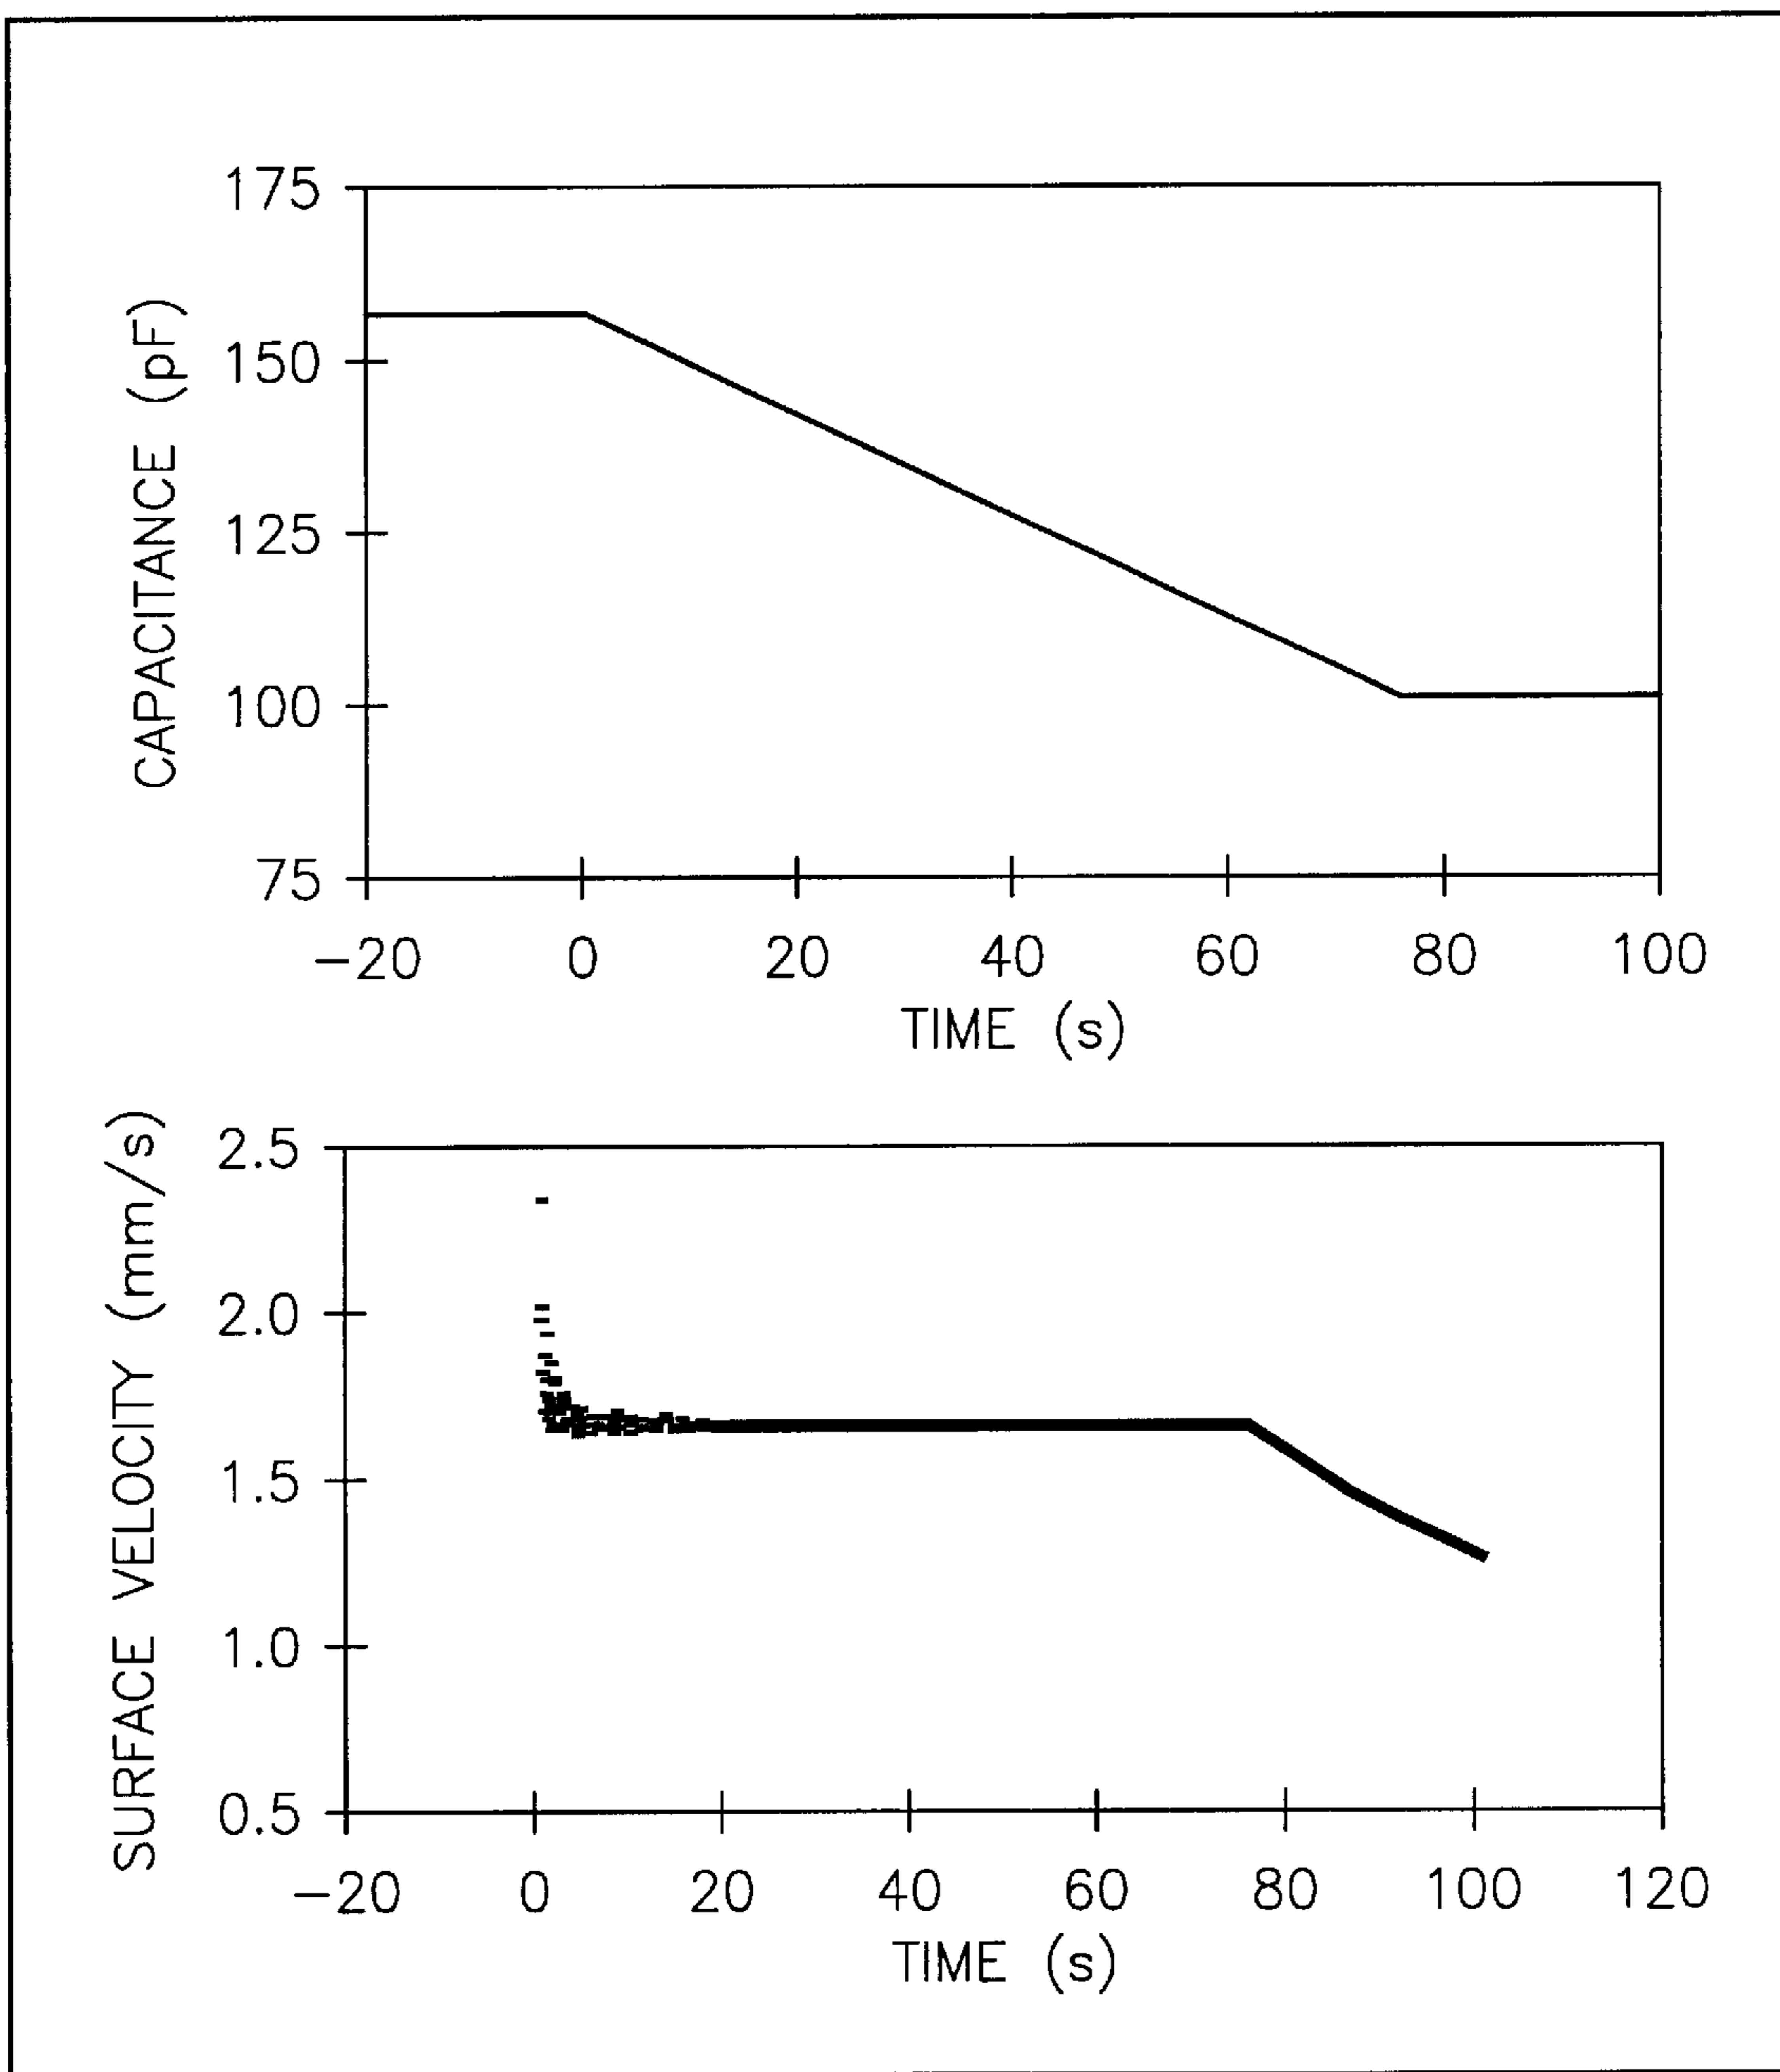 175
150
125
100
75
CAPACITANCE (pF)
-20 0 20 40 60 80 100
TIME (s)
2.5
2.0
1.5
1.0
0.5
SURFACE VELOCITY (mm/s)
-20 0 20 40 60 80 100 120
TIME (s)